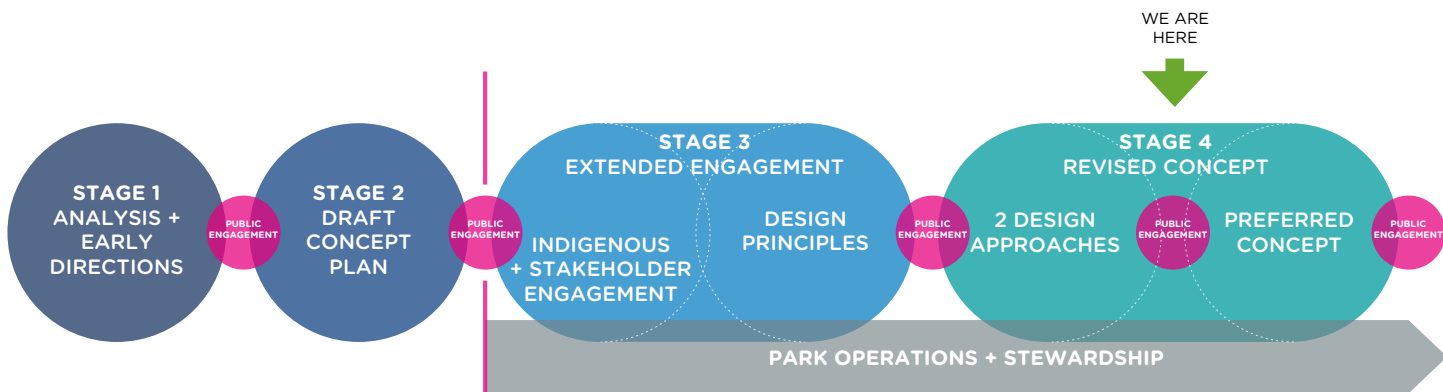 WE ARE
HERE
STAGE 1
ANALYSIS +
EARLY
DIRECTIONS
PUBLIC
ENGAGEMENT
STAGE 2
DRAFT
CONCEPT
PLAN
PUBLIC
ENGAGEMENT
STAGE 3
EXTENDED ENGAGEMENT
INDIGENOUS
+ STAKEHOLDER
ENGAGEMENT
DESIGN
PRINCIPLES
PUBLIC
ENGAGEMENT
STAGE 4
REVISED CONCEPT
2 DESIGN
APPROACHES
PUBLIC
ENGAGEMENT
PREFERRED
CONCEPT
PUBLIC
ENGAGEMENT
PARK OPERATIONS + STEWARDSHIP